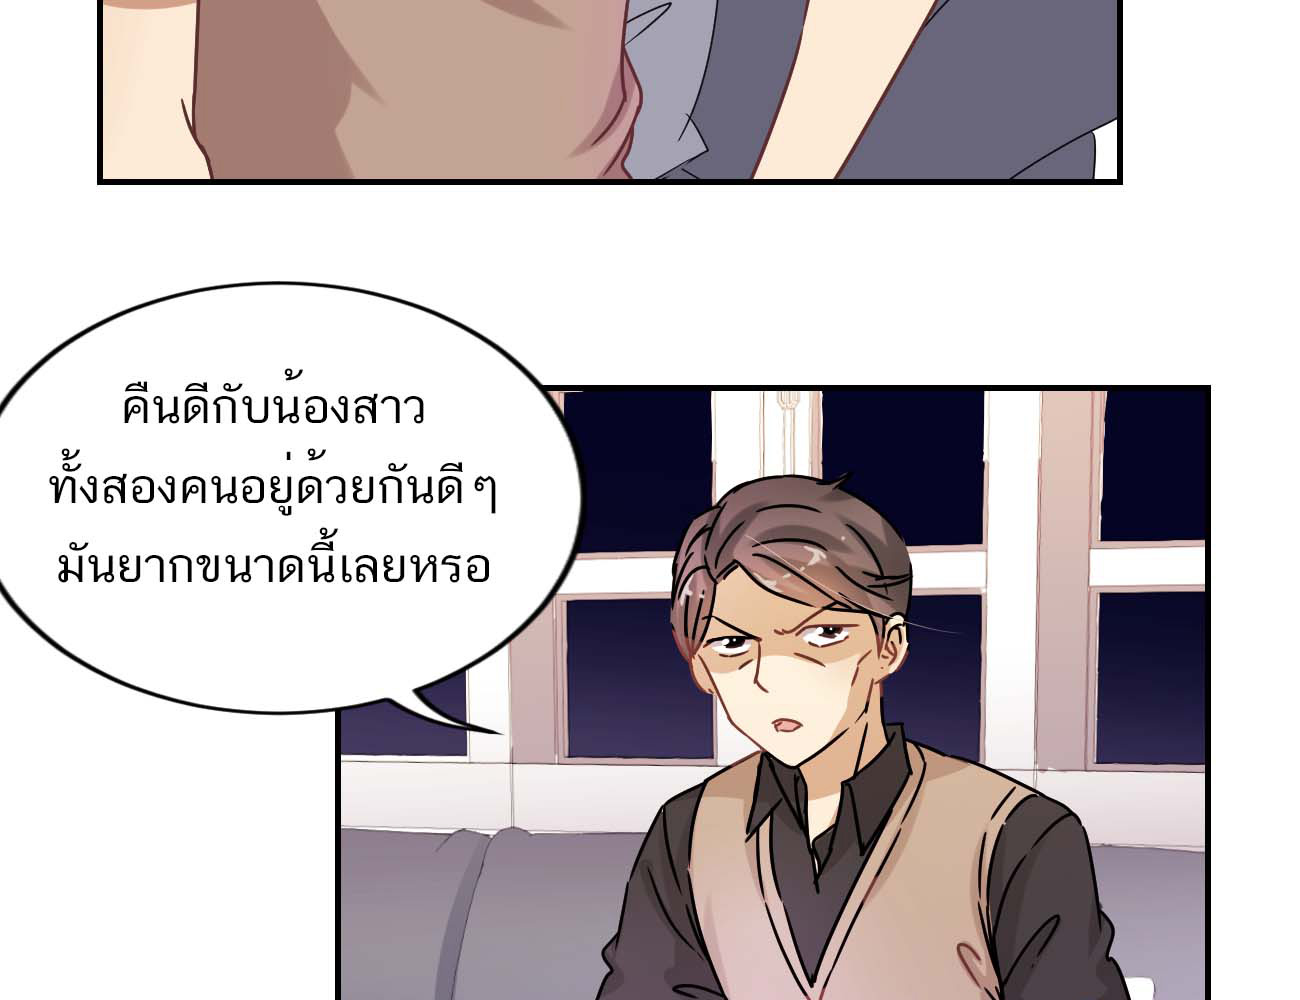 คืนดีกับน้องสาว
ทั้งสองคนอยู่ด้วยกันดีๆ
มันยากขนาดนี้เลยหรอ